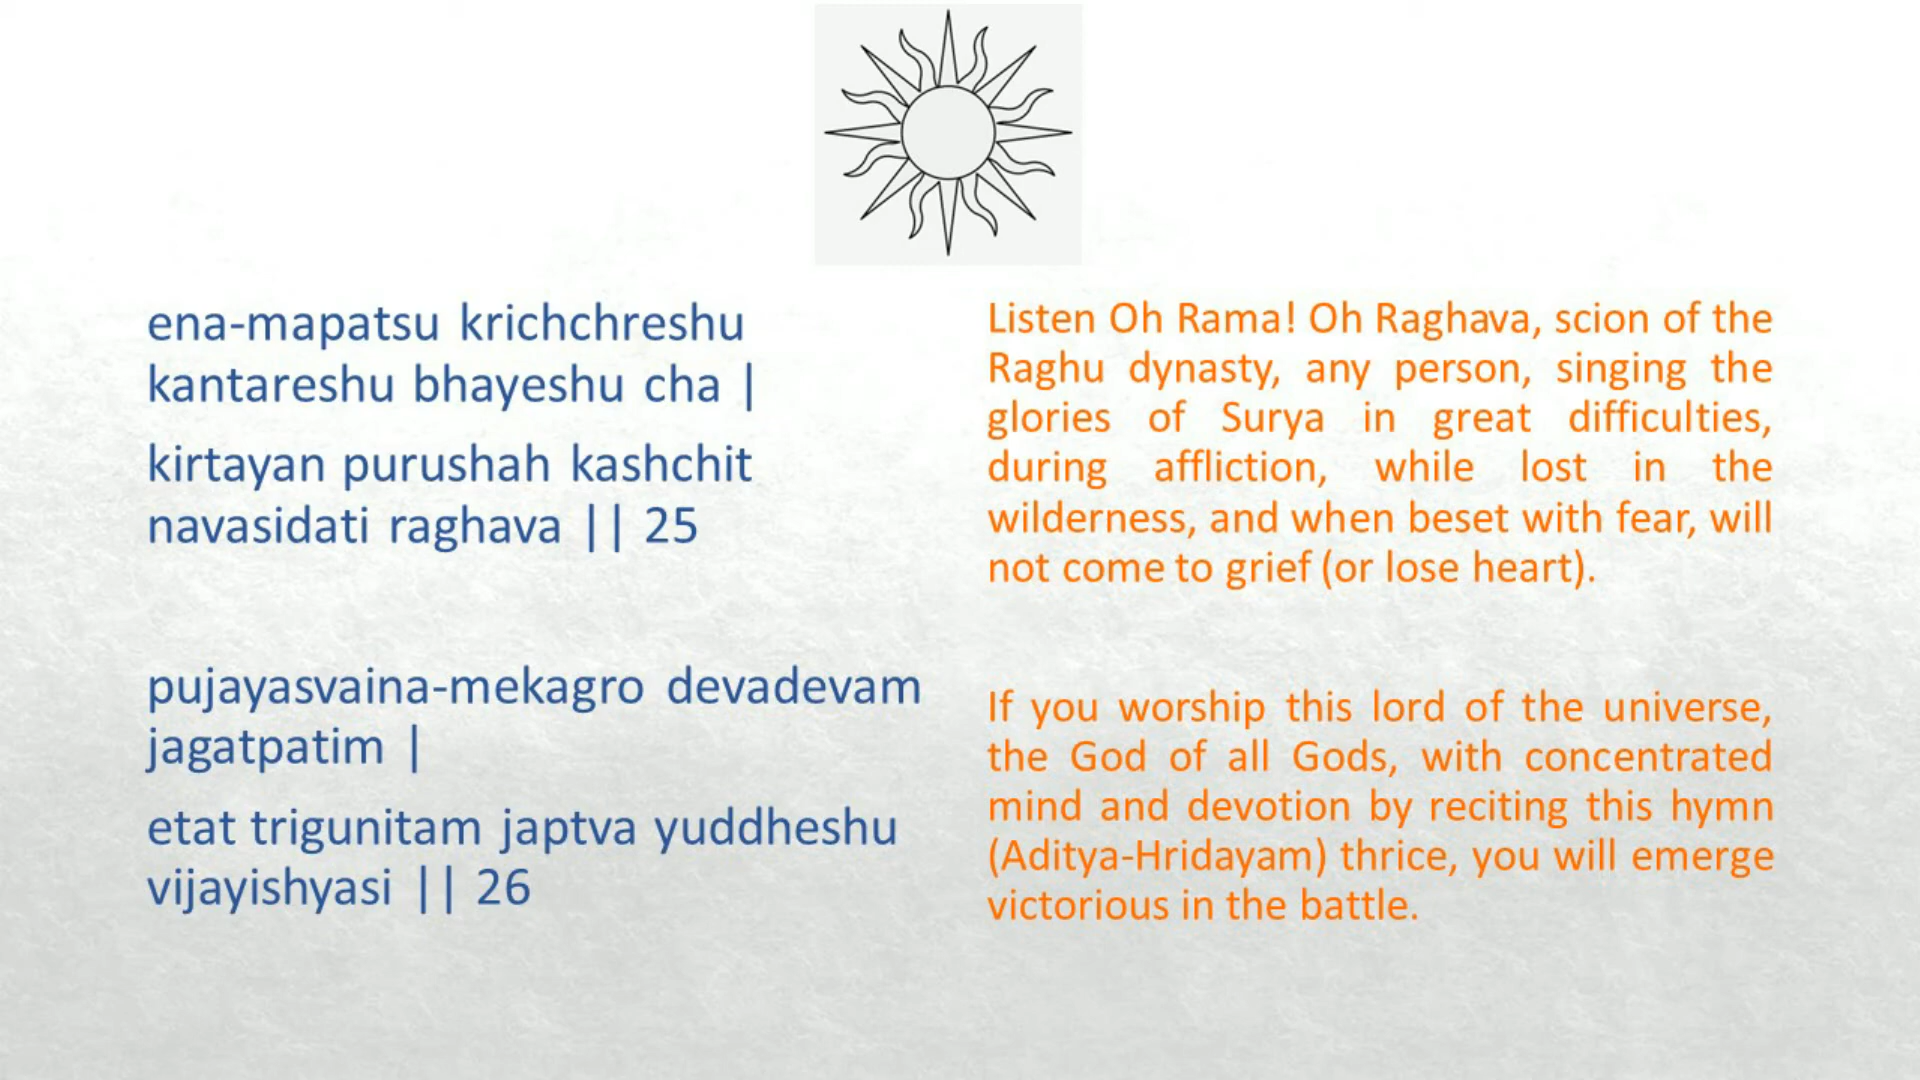 ena-mapatsu krichchreshu
kantareshu bhayeshu cha |
kirtayan purushah kashchit
navasidati raghava || 25
pujayasvaina-mekagro devadevam
jagatpatim |
etat trigunitam japtva yuddheshu
vijayishyasi || 26
Listen Oh Rama! Oh Raghava, scion of the
Raghu dynasty, any person, singing the
glories of Surya in great difficulties,
during affliction, while lost in the
wilderness, and when beset with fear, will
not come to grief (or lose heart).
If you worship this lord of the universe,
the God of all Gods, with concentrated
mind and devotion by reciting this hymn
(Aditya-Hridayam) thrice, you will emerge
victorious in the battle.